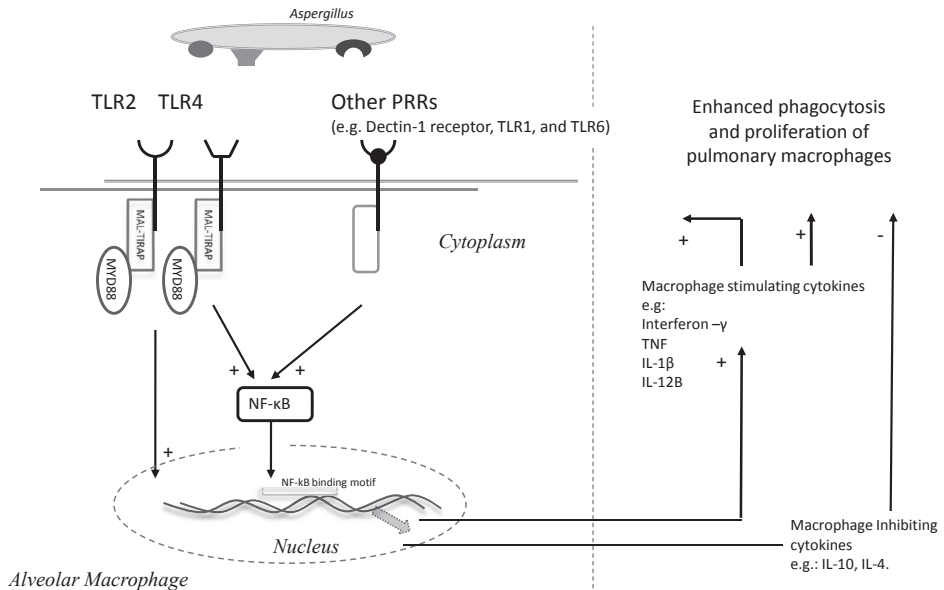 Aspergillus
TLR2 TLR4
Other PRRs
(e.g. Dectin-1 receptor, TLR1, and TLR6)
MAL-TIRAP
MYD88
MAL-TIRAP
MYD88
Cytoplasm
+ +
NF-κB
+
NF-kB binding motif
Nucleus
Alveolar Macrophage
Enhanced phagocytosis
and proliferation of
pulmonary macrophages
+ + -
Macrophage stimulating cytokines
e.g:
Interferon –γ
TNF
IL-1β +
IL-12B
Macrophage Inhibiting
cytokines
e.g.: IL-10, IL-4.